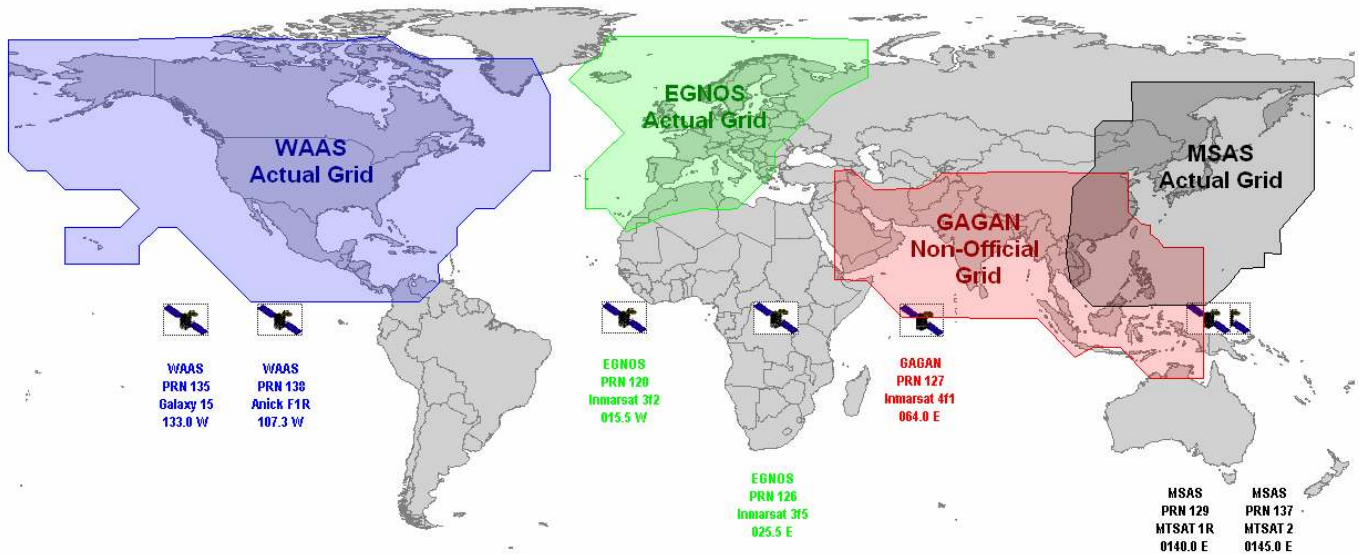 WAAS
Actual Grid
EGNOS
Actual Grid
MSAS
Actual Grid
GAGAN
Non-Official
Grid
WAAS
PRN 135
Galaxy 15
133.0 W
WAAS
PRN 138
Anick F1R
107.3 W
EGNOS
PRN 120
Inmarsat 3f2
015.5 W
EGNOS
PRN 126
Inmarsat 3f5
025.5 E
GAGAN
PRN 127
Inmarsat 4f1
064.0 E
MSAS
PRN 129
MTSAT 1R
0140.0 E
MSAS
PRN 137
MTSAT 2
0145.0 E